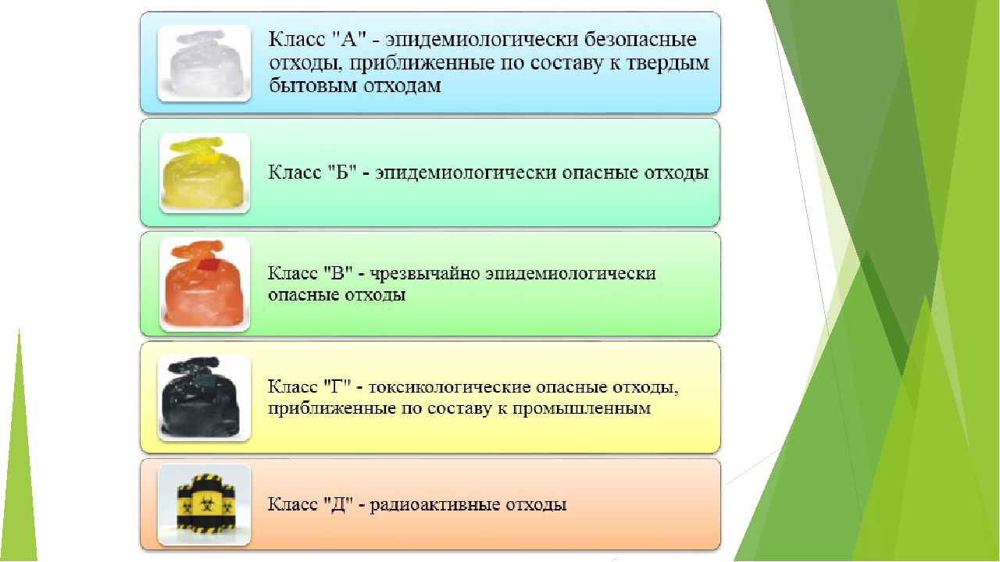 Класс "А" - эпидемиологически безопасные
отходы, приближенные по составу к твердым
бытовым отходам
Класс "Б" - эпидемиологически опасные отходы
Класс "В" - чрезвычайно эпидемиологически
опасные отходы
Класс "Г" - токсикологические опасные отходы,
приближенные по составу к промышленным
Класс "Д" - радиоактивные отходы